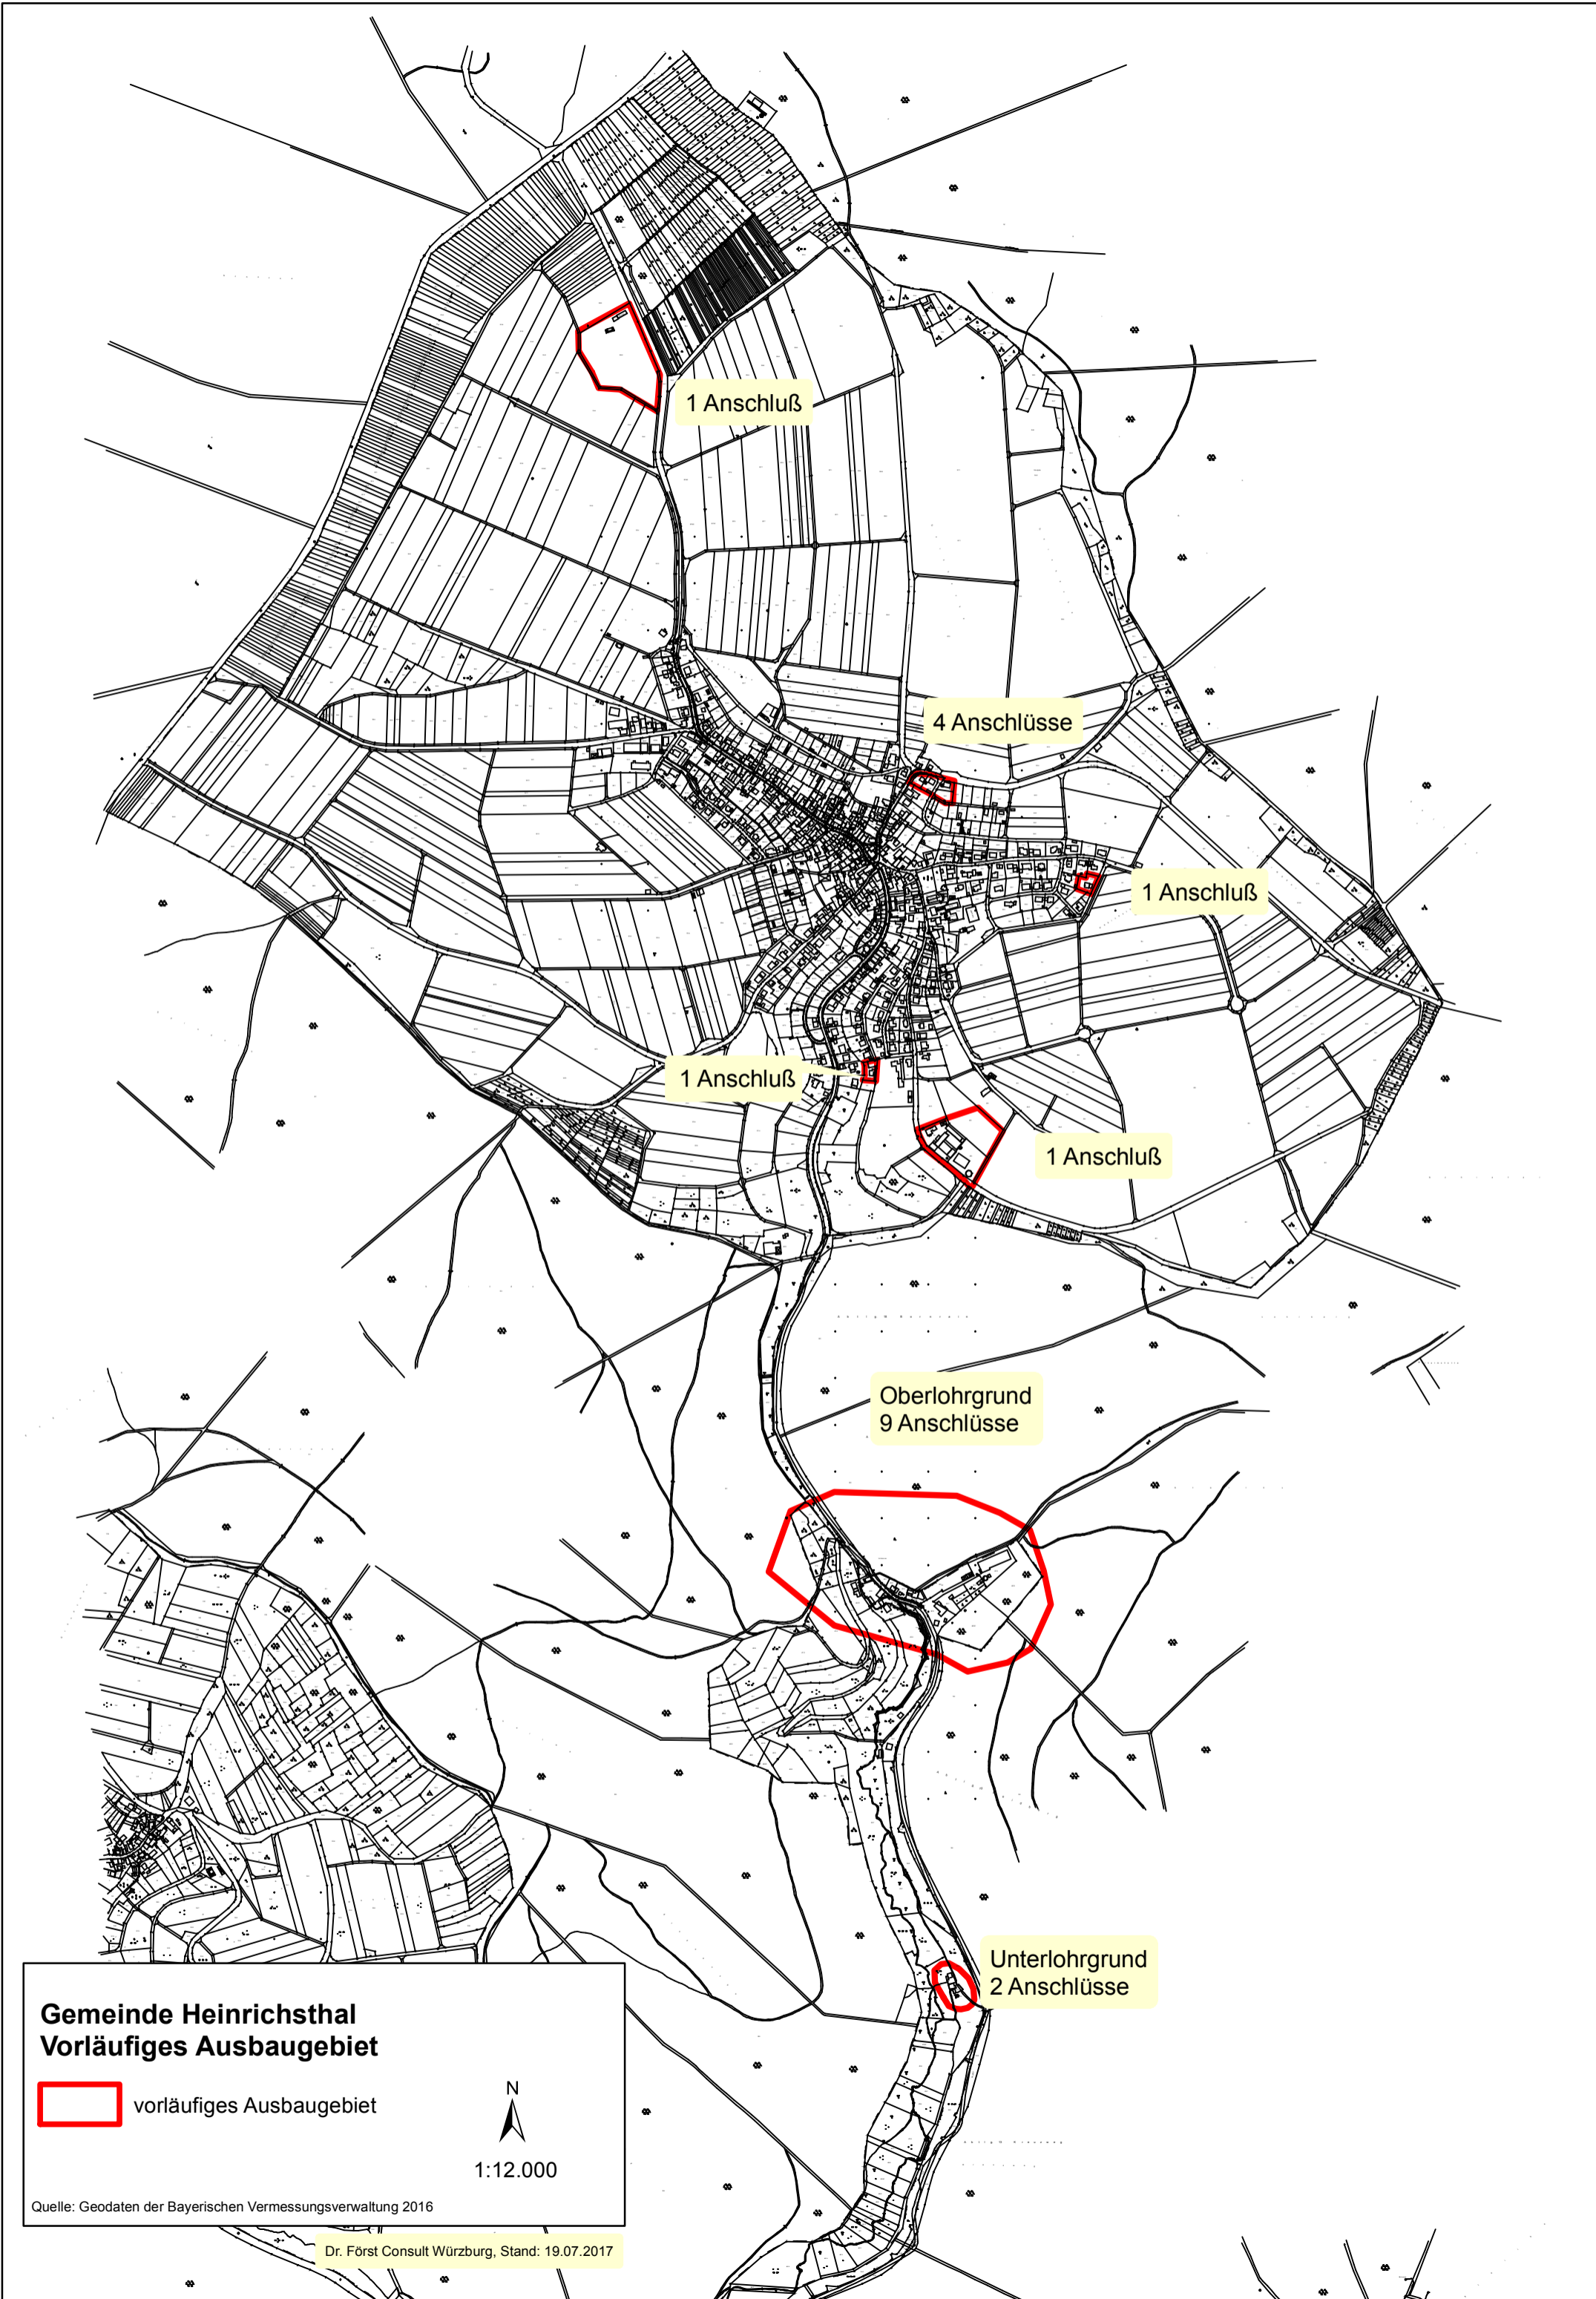 1 Anschluß
4 Anschlüsse
1 Anschluß
1 Anschluß
1 Anschluß
Oberlohrgrund
9 Anschlüsse
Unterlohrgrund
2 Anschlüsse
Gemeinde Heinrichsthal
Vorläufiges Ausbaugebiet
vorläufiges Ausbaugebiet
N
1:12.000
Quelle: Geodaten der Bayerischen Vermessungsverwaltung 2016
Dr. Först Consult Würzburg, Stand: 19.07.2017